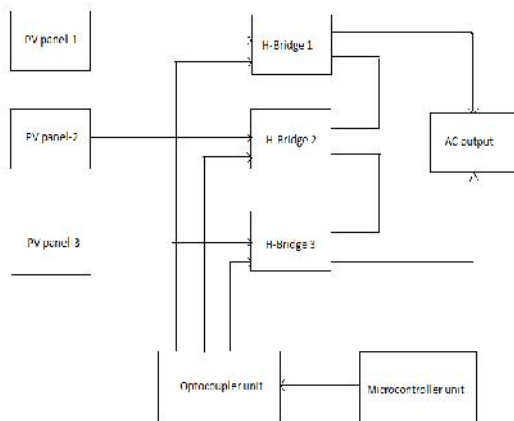 PV panel-1
H-Bridge 1
PV panel-2
H-Bridge 2
AC output
PV panel-3
H-Bridge 3
Optocoupler unit
Microcontroller unit